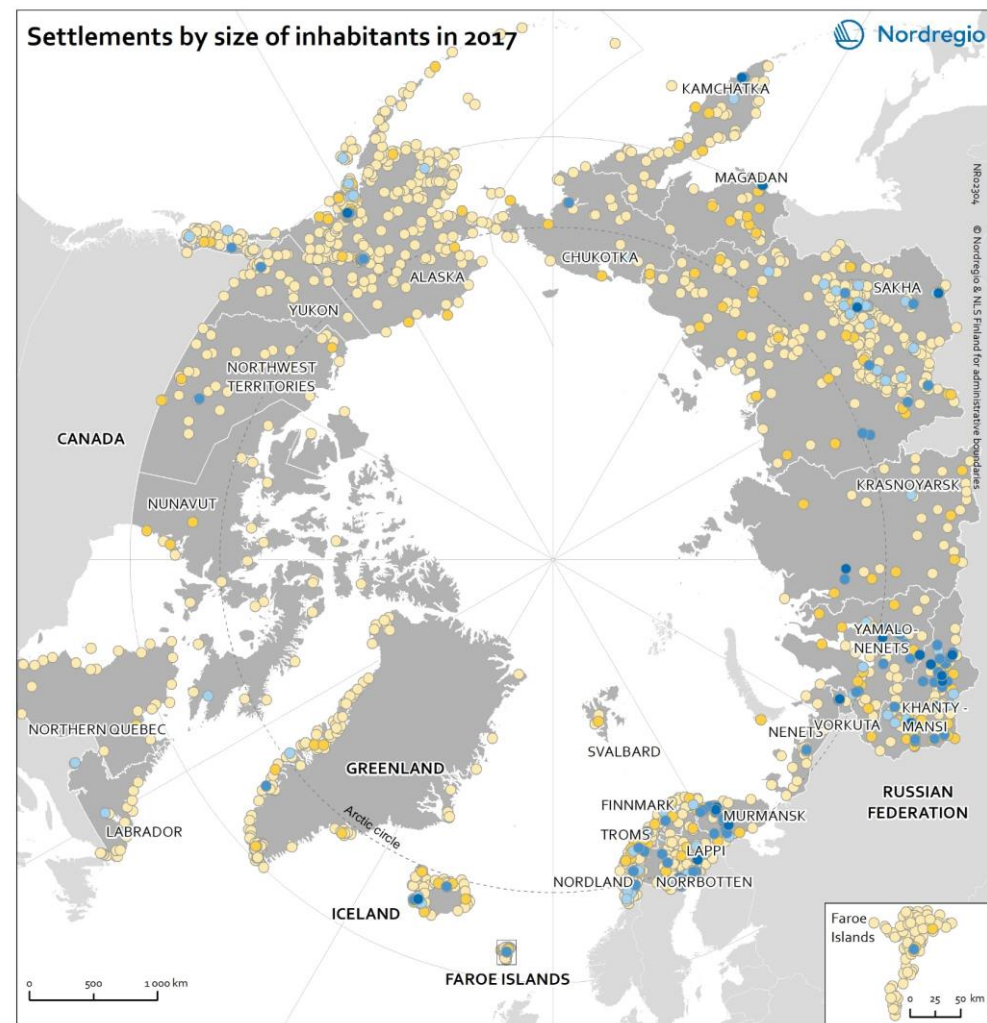 Settlements by size of inhabitants in 2017
Nordregio
KAMCHATKA
MAGADAN
NR02304 © Nordregio & NLS Finland for administrative boundaries
CHUKOTKA
ALASKA
SAKHA
YUKON
NORTHWEST
TERRITORIES
CANADA
KRASNOYARSK
NUNAVUT
YAMALO-
NENETS
KHANTY-
MANSI
VORKUTA
NENETS
NORTHERN QUEBEC
SVALBARD
GREENLAND
RUSSIAN
FEDERATION
FINNMARK
MURMANSK
LABRADOR
Arctic circle
TROMS
LAPPI
NORDLAND
NORRBOTTEN
ICELAND
Faroe
Islands
FAROE ISLANDS
0 500 1 000 km
0 25 50 km